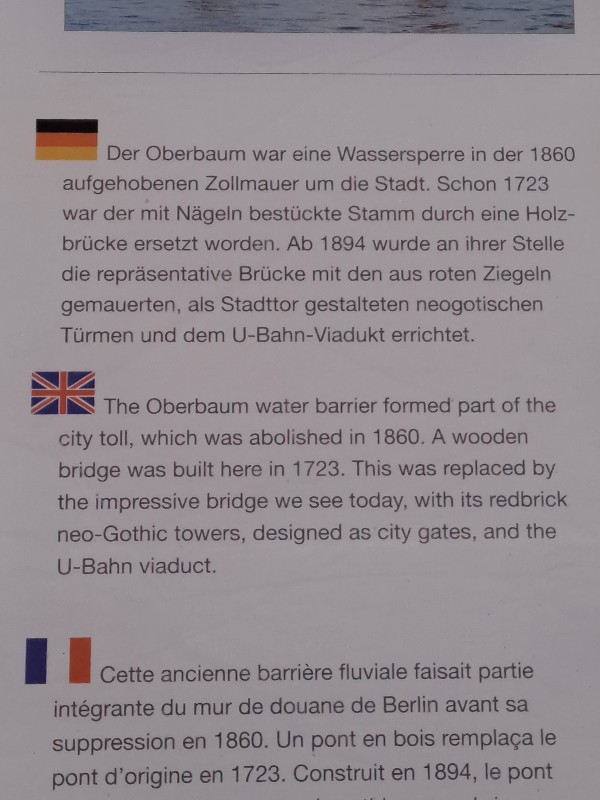 Der Oberbaum war eine Wassersperre in der 1860
aufgehobenen Zollmauer um die Stadt. Schon 1723
war der mit Nägeln bestückte Stamm durch eine Holz-
brücke ersetzt worden. Ab 1894 wurde an ihrer Stelle
die repräsentative Brücke mit den aus roten Ziegeln
gemauerten, als Stadttor gestalteten neogotischen
Türmen und dem U-Bahn-Viadukt errichtet.
The Oberbaum water barrier formed part of the
city toll, which was abolished in 1860. A wooden
bridge was built here in 1723. This was replaced by
the impressive bridge we see today, with its redbrick
neo-Gothic towers, designed as city gates, and the
U-Bahn viaduct.
Cette ancienne barrière fluviale faisait partie
intégrante du mur de douane de Berlin avant sa
suppression en 1860. Un pont en bois remplaça le
pont d'origine en 1723. Construit en 1894, le pont